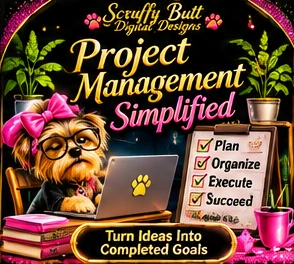 Scruffy Butt
Digital Designs
Project
Management
Simplified
Plan
Organize
Execute
Succeed
Turn Ideas Into
Completed Goals